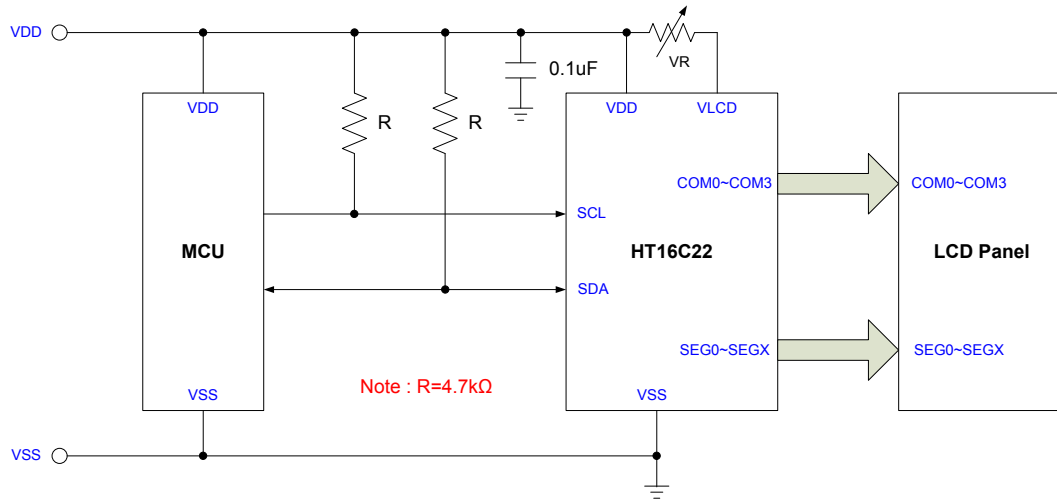 VDD
0.1uF
VR
VDD
VDD
VLCD
R
R
COM0~COM3
COM0~COM3
SCL
MCU
HT16C22
LCD Panel
SDA
SEG0~SEGX
SEG0~SEGX
Note : R=4.7kΩ
VSS
VSS
VSS